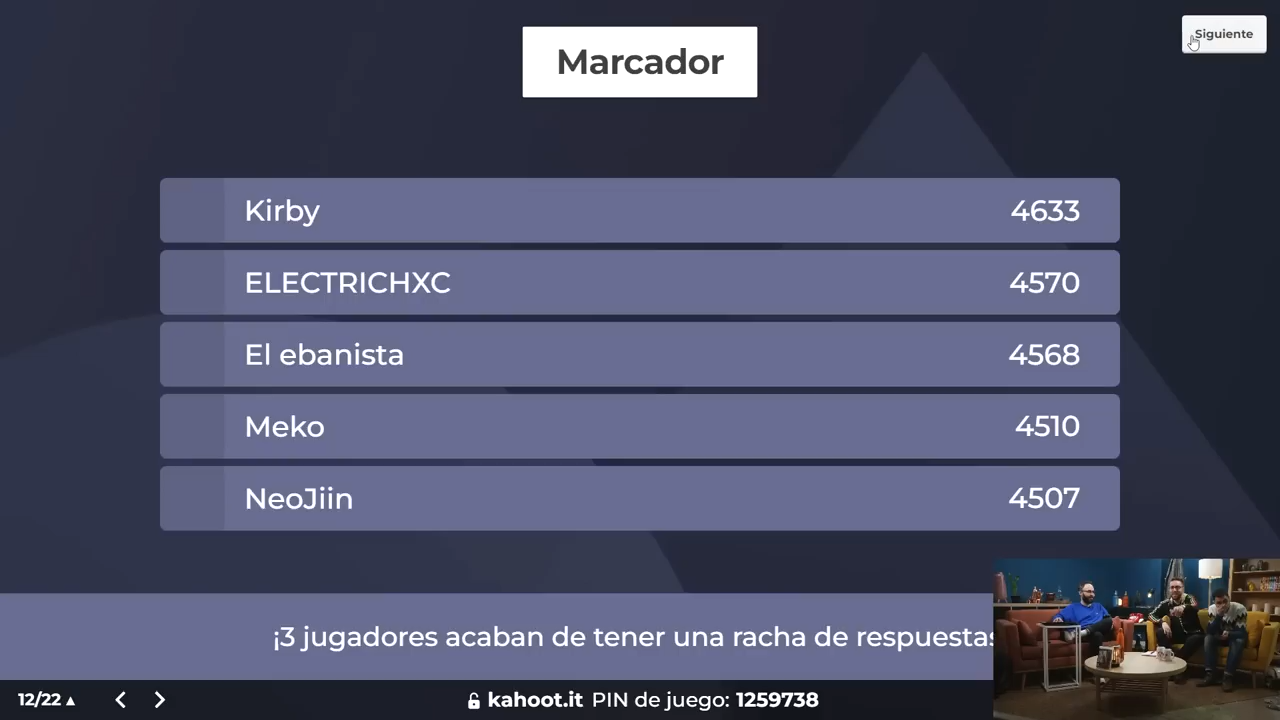 Marcador
Siguiente
Kirby 4633
ELECTRICHXC 4570
El ebanista 4568
Meko 4510
NeoJiin 4507
¡3 jugadores acaban de tener una racha de respuestas
12/22 ▴ kahoot.it PIN de juego: 1259738